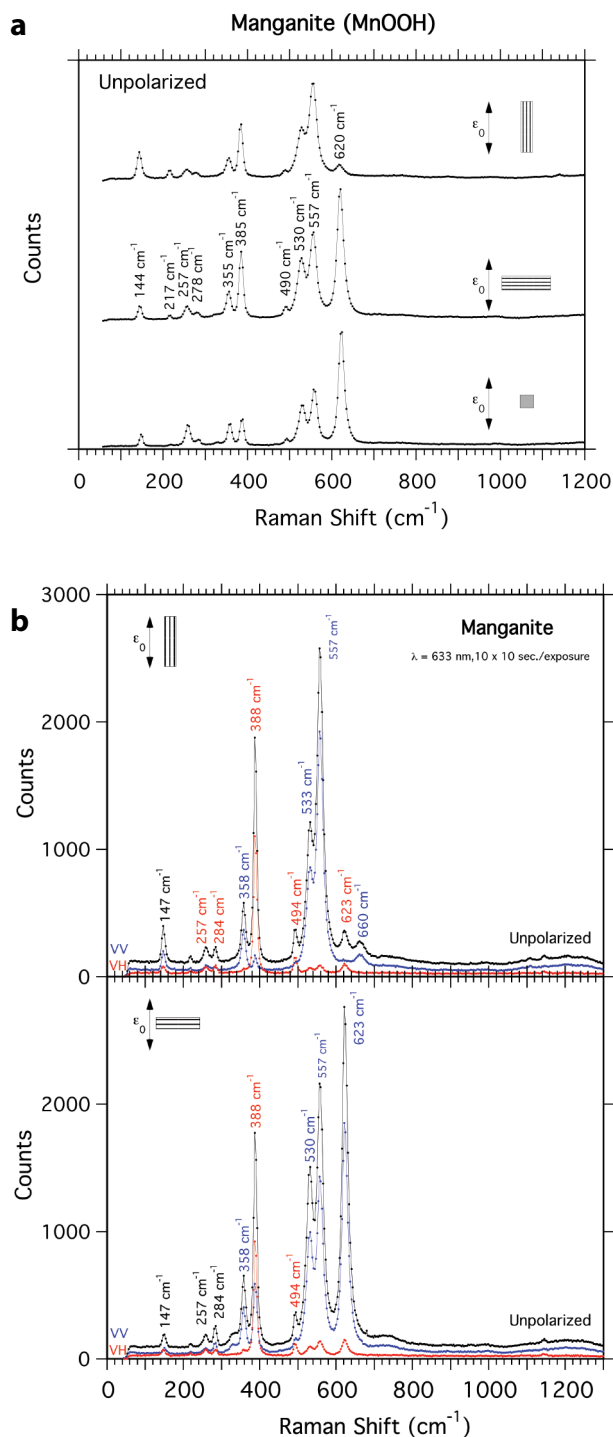 a
Manganite (MnOOH)
Unpolarized
ε0
620 cm-1
144 cm-1
217 cm-1
257 cm-1
278 cm-1
355 cm-1
385 cm-1
490 cm-1
530 cm-1
557 cm-1
ε0
ε0
Counts
0 200 400 600 800 1000 1200
Raman Shift (cm-1)
b
3000
ε0
Manganite
λ = 633 nm,10 x 10 sec./exposure
557 cm-1
388 cm-1
2000
533 cm-1
1000
358 cm-1
147 cm-1
257 cm-1
284 cm-1
494 cm-1
623 cm-1
660 cm-1
Unpolarized
VV
VH
0
Counts
ε0
623 cm-1
557 cm-1
388 cm-1
2000
530 cm-1
1000
358 cm-1
147 cm-1
257 cm-1
284 cm-1
494 cm-1
Unpolarized
VV
VH
0
Counts
0 200 400 600 800 1000 1200
Raman Shift (cm-1)